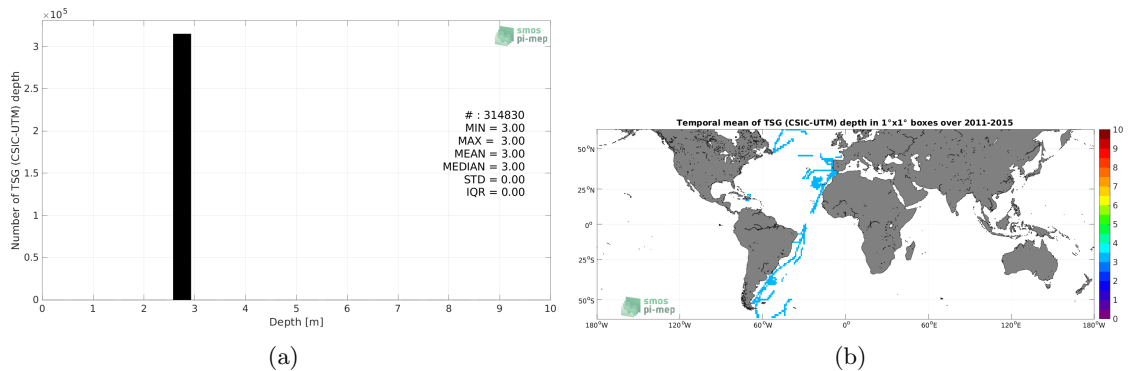 ×10⁵
3
2.5
2
1.5
1
0.5
0
Number of TSG (CSIC-UTM) depth
smos
pi-mep
# : 314830
MIN = 3.00
MAX = 3.00
MEAN = 3.00
MEDIAN = 3.00
STD = 0.00
IQR = 0.00
0 1 2 3 4 5 6 7 8 9 10
Depth [m]
(a)
Temporal mean of TSG (CSIC-UTM) depth in 1°x1° boxes over 2011-2015
50°N
25°N
0°
25°S
50°S
smos
pi-mep
180°W 120°W 60°W 0° 60°E 120°E 180°W
10
9
8
7
6
5
4
3
2
1
0
(b)